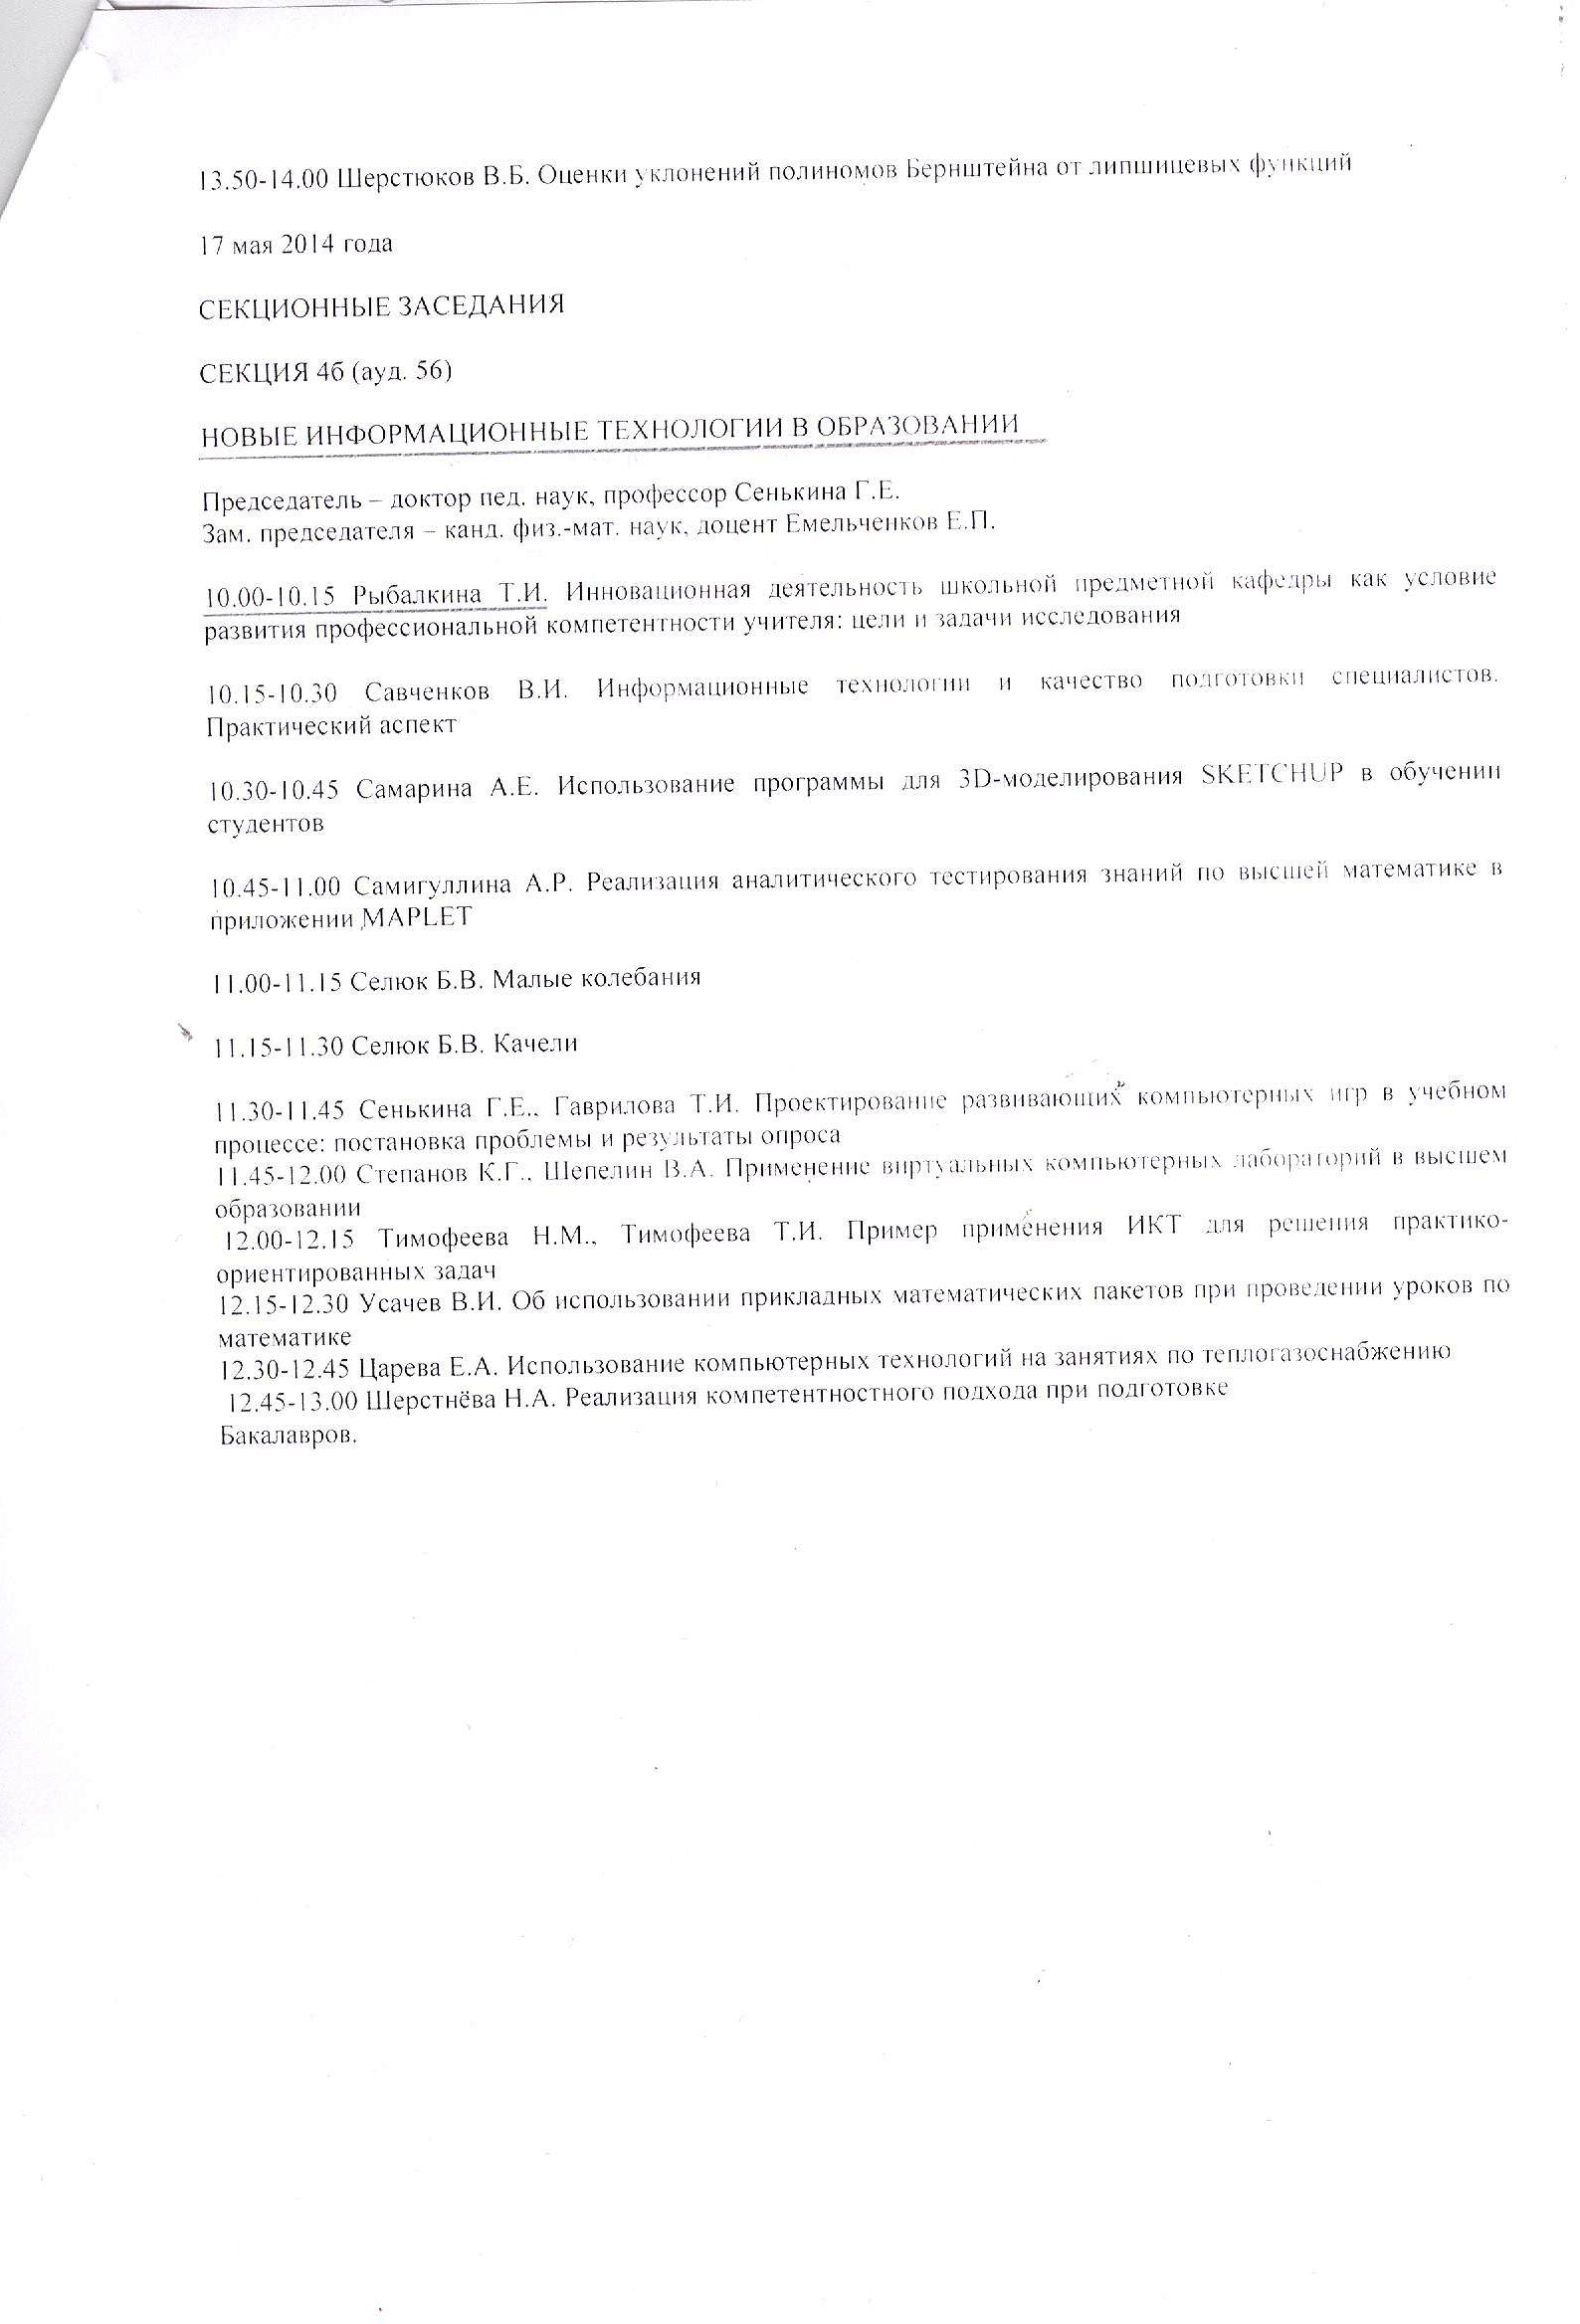 13.50-14.00 Шерстюков В.Б. Оценки уклонений полиномов Бернштейна от липшицевых функций
17 мая 2014 года
СЕКЦИОННЫЕ ЗАСЕДАНИЯ
СЕКЦИЯ 4б (ауд. 56)
НОВЫЕ ИНФОРМАЦИОННЫЕ ТЕХНОЛОГИИ В ОБРАЗОВАНИИ
Председатель – доктор пед. наук, профессор Сенькина Г.Е.
Зам. председателя – канд. физ.-мат. наук, доцент Емельченков Е.П.
10.00-10.15 Рыбалкина Т.И. Инновационная деятельность школьной предметной кафедры как условие
развития профессиональной компетентности учителя: цели и задачи исследования
10.15-10.30 Савченков В.И. Информационные технологии и качество подготовки специалистов.
Практический аспект
10.30-10.45 Самарина А.Е. Использование программы для 3D-моделирования SKETCHUP в обучении
студентов
10.45-11.00 Самигуллина А.Р. Реализация аналитического тестирования знаний по высшей математике в
приложении MAPLET
11.00-11.15 Селюк Б.В. Малые колебания
11.15-11.30 Селюк Б.В. Качели
11.30-11.45 Сенькина Г.Е., Гаврилова Т.И. Проектирование развивающих компьютерных игр в учебном
процессе: постановка проблемы и результаты опроса
11.45-12.00 Степанов К.Г., Шепелин В.А. Применение виртуальных компьютерных лабораторий в высшем
образовании
12.00-12.15 Тимофеева Н.М., Тимофеева Т.И. Пример применения ИКТ для решения практико-
ориентированных задач
12.15-12.30 Усачев В.И. Об использовании прикладных математических пакетов при проведении уроков по
математике
12.30-12.45 Царева Е.А. Использование компьютерных технологий на занятиях по теплогазоснабжению
12.45-13.00 Шерстнёва Н.А. Реализация компетентностного подхода при подготовке
Бакалавров.